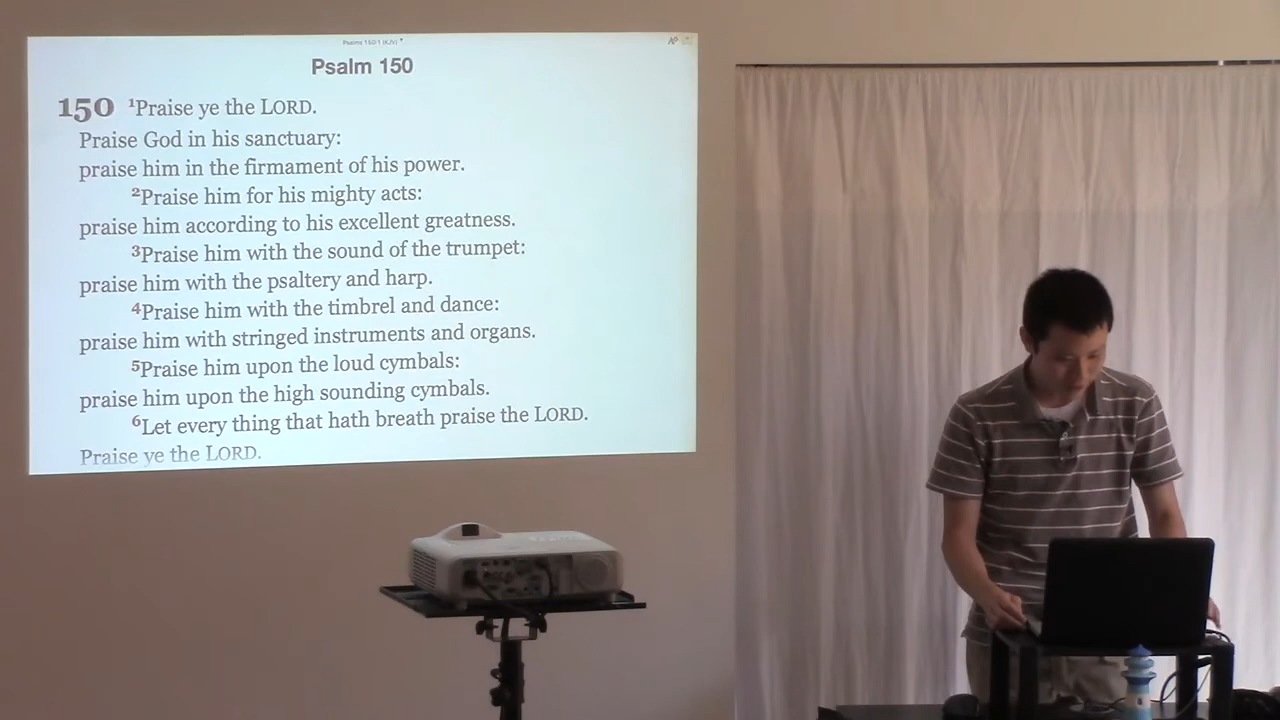 Psalms 150:1 (KJV)
Psalm 150
150 1Praise ye the LORD.
Praise God in his sanctuary:
praise him in the firmament of his power.
2Praise him for his mighty acts:
praise him according to his excellent greatness.
3Praise him with the sound of the trumpet:
praise him with the psaltery and harp.
4Praise him with the timbrel and dance:
praise him with stringed instruments and organs.
5Praise him upon the loud cymbals:
praise him upon the high sounding cymbals.
6Let every thing that hath breath praise the LORD.
Praise ye the LORD.